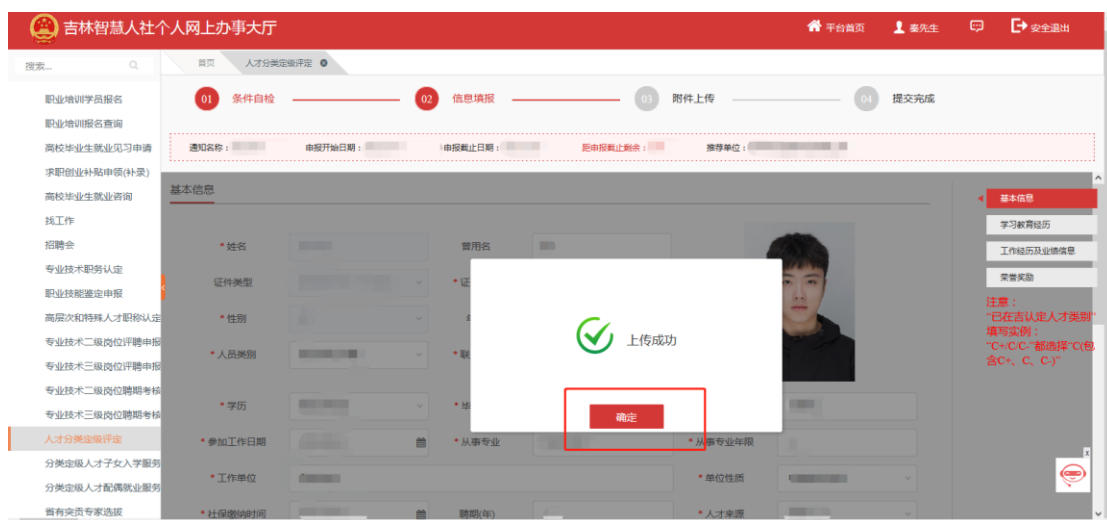 吉林智慧人社个人网上办事大厅
平台首页 秦先生 安全退出
搜索... 首页 人才分类定级评定
01 条件自检 02 信息填报 03 附件上传 04 提交完成
通知名称： 申报开始日期： 申报截止日期： 距申报截止剩余： 推荐单位：
职业培训学员报名
职业培训报名查询
高校毕业生就业见习申请
求职创业补贴申领(补录)
高校毕业生就业咨询
找工作
招聘会
专业技术职务认定
职业技能鉴定申报
高层次和特殊人才职称认定
专业技术二级岗位评聘申报
专业技术三级岗位评聘申报
专业技术二级岗位聘期考核
专业技术三级岗位聘期考核
人才分类定级评定
分类定级人才子女入学服务
分类定级人才配偶就业服务
省有突贡专家选拔
基本信息
*姓名 曾用名
证件类型 *证
*性别
*人员类别 *联
*学历 *毕
*参加工作日期 *从事专业 *从事专业年限
*工作单位 *单位性质
*社保缴纳时间 聘期(年) *人才来源
上传成功
确定
基本信息
学习教育经历
工作经历及业绩信息
荣誉奖励
注意：
“已在吉认定人才类别”
填写实例：
“C+/C/C-”都选择“C(包
含C+、C、C-)”
x